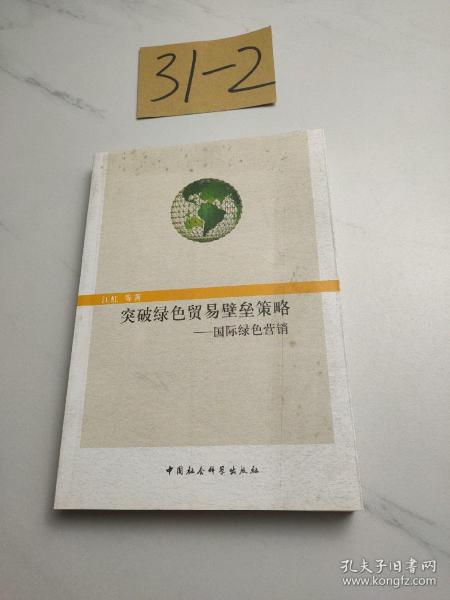 31-2
江虹 等著
突破绿色贸易壁垒策略
——国际绿色营销
中国社会科学出版社
孔夫子旧书网
www.kongfz.com